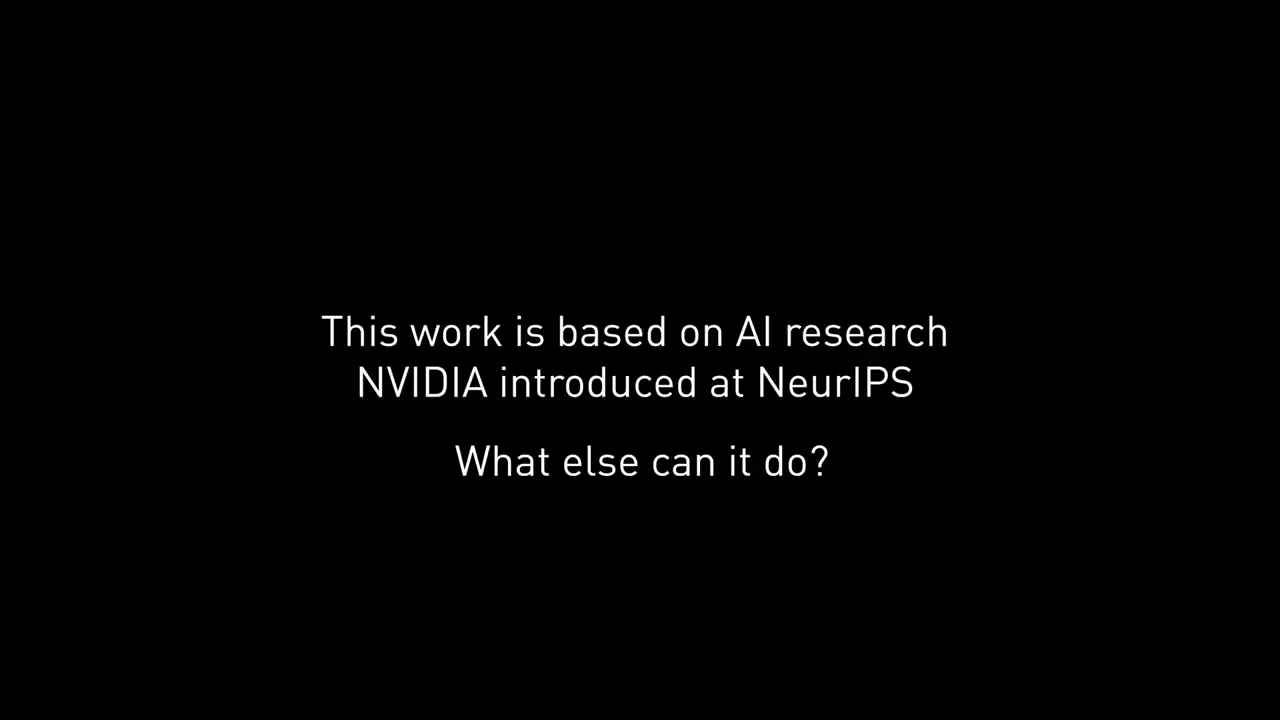 This work is based on AI research
NVIDIA introduced at NeurIPS
What else can it do?